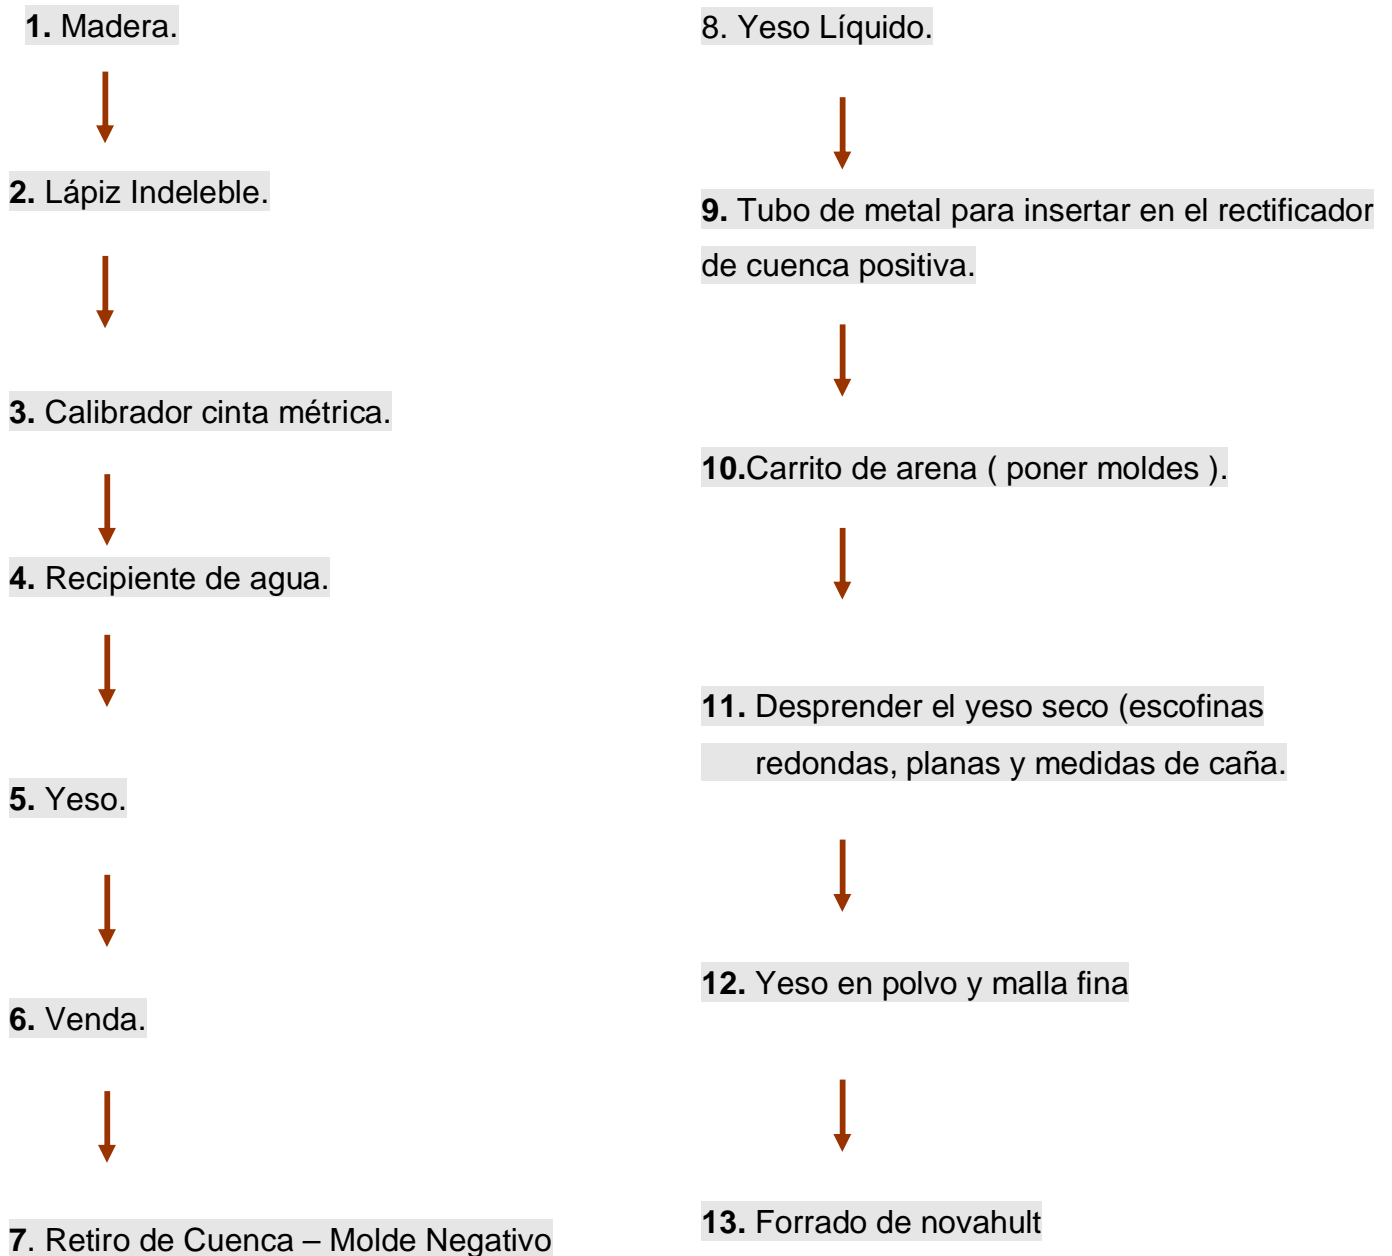 1. Madera.
2. Lápiz Indeleble.
3. Calibrador cinta métrica.
4. Recipiente de agua.
5. Yeso.
6. Venda.
7. Retiro de Cuenca – Molde Negativo
8. Yeso Líquido.
9. Tubo de metal para insertar en el rectificador
de cuenca positiva.
10.Carrito de arena ( poner moldes ).
11. Desprender el yeso seco (escofinas
redondas, planas y medidas de caña.
12. Yeso en polvo y malla fina
13. Forrado de novahult